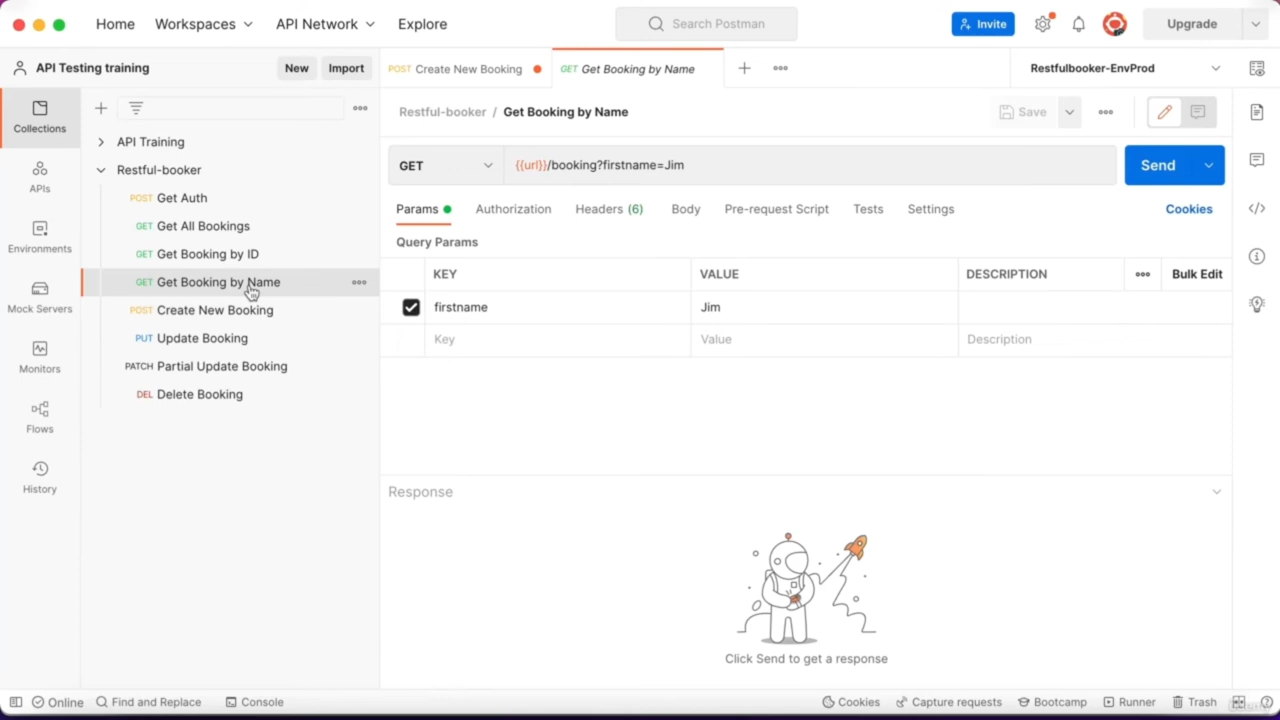 Home Workspaces API Network Explore Search Postman Invite Upgrade
API Testing training New Import POST Create New Booking GET Get Booking by Name Restfulbooker-EnvProd
Collections
APIs
Environments
Mock Servers
Monitors
Flows
History
API Training
Restful-booker
POST Get Auth
GET Get All Bookings
GET Get Booking by ID
GET Get Booking by Name
POST Create New Booking
PUT Update Booking
PATCH Partial Update Booking
DEL Delete Booking
Restful-booker / Get Booking by Name Save
GET {{url}}/booking?firstname=Jim Send
Params Authorization Headers (6) Body Pre-request Script Tests Settings Cookies
Query Params
KEY VALUE DESCRIPTION Bulk Edit
firstname Jim
Key Value Description
Response
Click Send to get a response
Online Find and Replace Console Cookies Capture requests Bootcamp Runner Trash